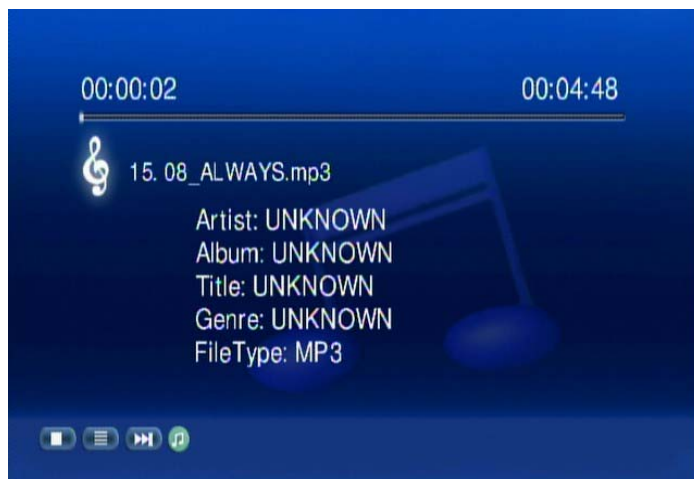 00:00:02 00:04:48
15. 08_ALWAYS.mp3
Artist: UNKNOWN
Album: UNKNOWN
Title: UNKNOWN
Genre: UNKNOWN
FileType: MP3